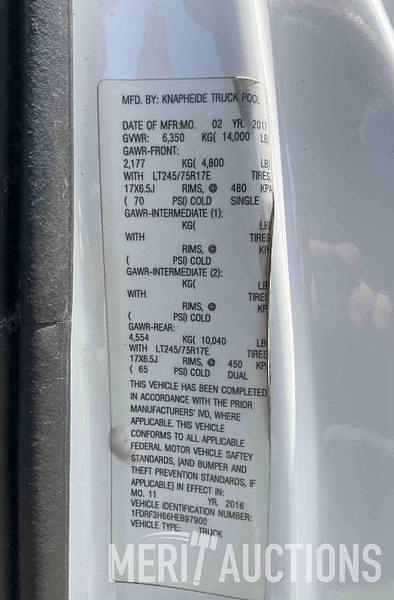 MFD. BY: KNAPHEIDE TRUCK POOL
DATE OF MFR:MO. 02 YR. 2017
GVWR: 6,350 KG( 14,000 LB)
GAWR-FRONT:
2,177 KG( 4,800 LB)
WITH LT245/75R17E TIRES,
17X6.5J RIMS, @ 480 KPA
( 70 PSI) COLD SINGLE
GAWR-INTERMEDIATE (1):
KG( LB
WITH TIRES
RIMS, @ KP
( PSI) COLD
GAWR-INTERMEDIATE (2):
KG( LB
WITH TIRES
RIMS, @ KP
( PSI) COLD
GAWR-REAR:
4,554 KG( 10,040 LB
WITH LT245/75R17E TIRES
17X6.5J RIMS, @ 450 KPA
( 65 PSI) COLD DUAL
THIS VEHICLE HAS BEEN COMPLETED
IN ACCORDANCE WITH THE PRIOR
MANUFACTURERS' IVD, WHERE
APPLICABLE. THIS VEHICLE
CONFORMS TO ALL APPLICABLE
FEDERAL MOTOR VEHICLE SAFTEY
STANDARDS, [AND BUMPER AND
THEFT PREVENTION STANDARDS, IF
APPLICABLE] IN EFFECT IN:
MO. 11 YR. 2016
VEHICLE IDENTIFICATION NUMBER:
1FDRF3H66HEB97900
VEHICLE TYPE: TRUCK
MERIT AUCTIONS